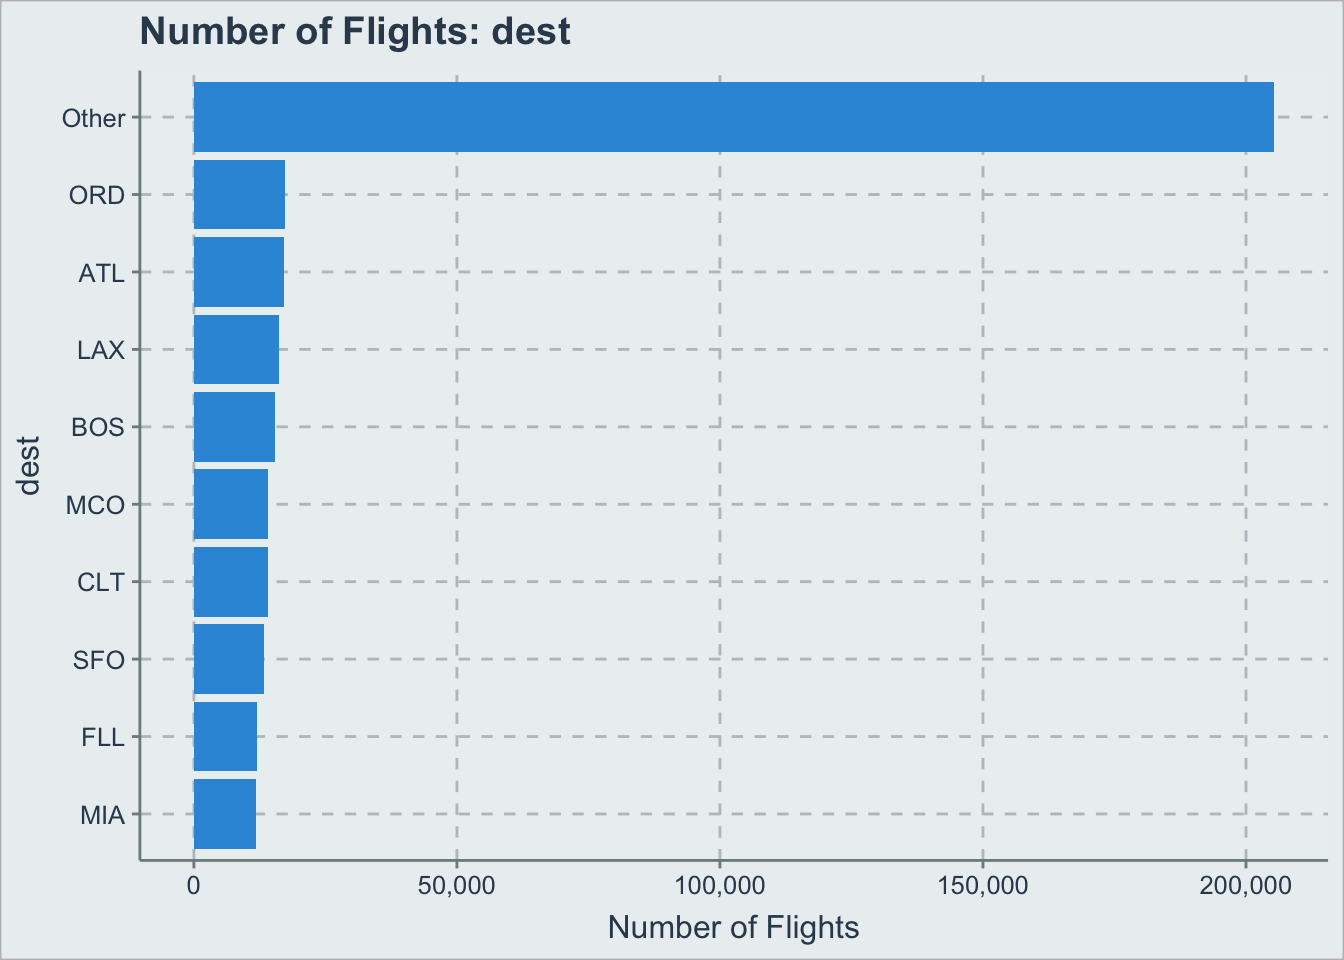 Number of Flights: dest
Other
ORD
ATL
LAX
BOS
MCO
CLT
SFO
FLL
MIA
dest
0 50,000 100,000 150,000 200,000
Number of Flights